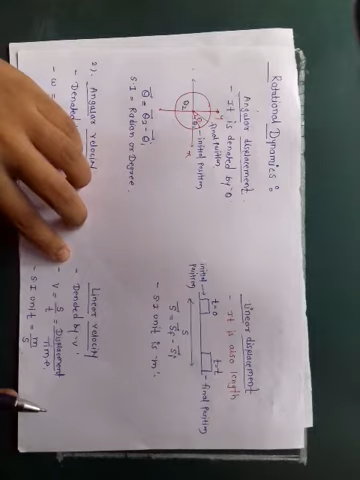 Rotational Dynamics :
Angular displacement.
- It is denoted by θ
y
final position
θ2
θ1
initial position
x
θ = θ2 - θ1
S I = Radian or Degree.
2). Angular velocity
- Denoted
- ω =
Linear displacement
- It is also length
t=0
t=t
initial
position
final position
S
S = Sf - Si
- S I unit is m.
Linear velocity
- Denoted by 'v'
- v = S/t = Displacement/Time.
- S I unit = m/s